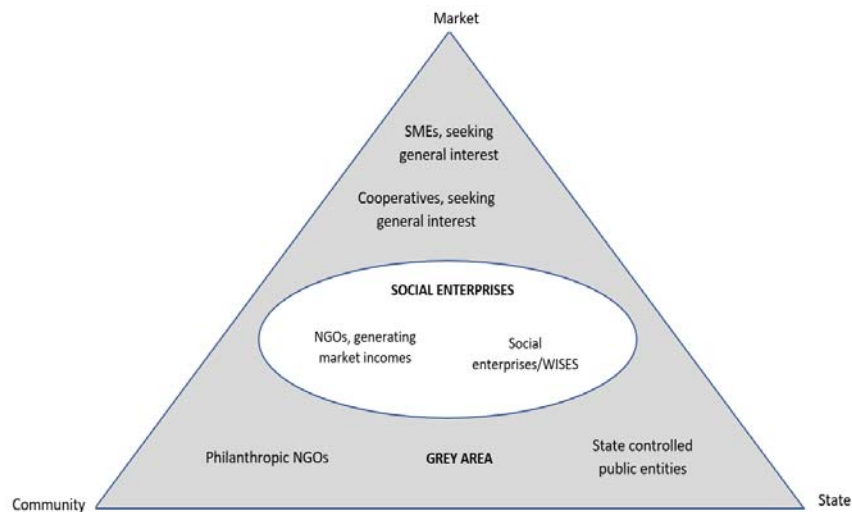 Market
SMEs, seeking
general interest
Cooperatives, seeking
general interest
SOCIAL ENTERPRISES
NGOs, generating
market incomes
Social
enterprises/WISES
Philanthropic NGOs
GREY AREA
State controlled
public entities
Community
State